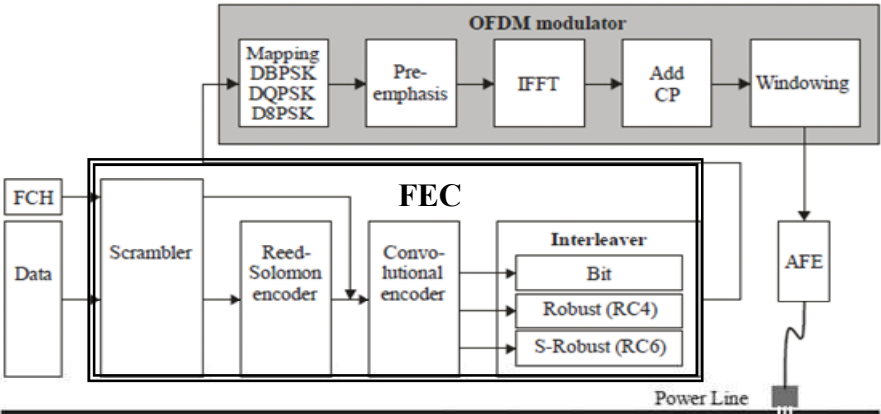 OFDM modulator
Mapping
DBPSK
DQPSK
D8PSK
Pre-
emphasis
IFFT
Add
CP
Windowing
FEC
FCH
Data
Scrambler
Reed-
Solomon
encoder
Convo-
lutional
encoder
Interleaver
Bit
Robust (RC4)
S-Robust (RC6)
AFE
Power Line